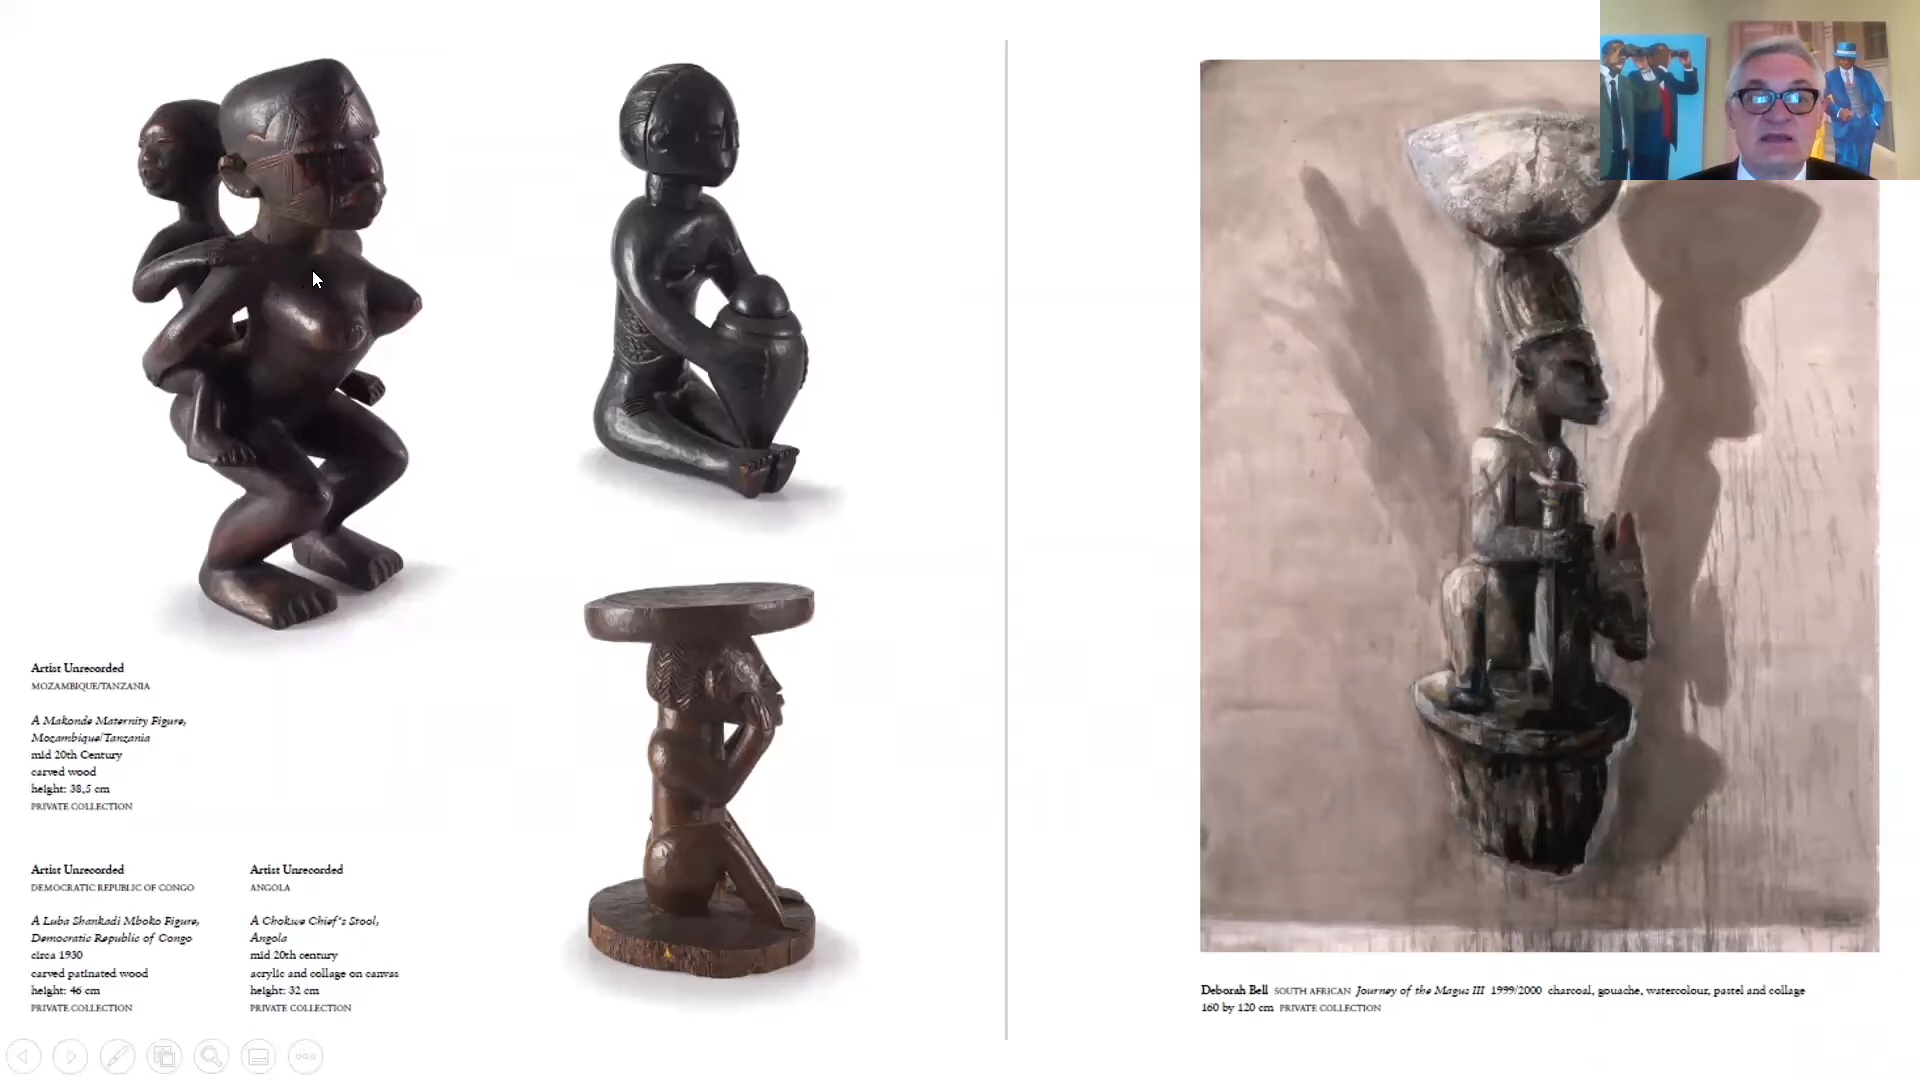 Artist Unrecorded
MOZAMBIQUE/TANZANIA
A Makonde Maternity Figure,
Mozambique/Tanzania
mid 20th Century
carved wood
height: 38,5 cm
PRIVATE COLLECTION
Artist Unrecorded
DEMOCRATIC REPUBLIC OF CONGO
A Luba Shankadi Mboko Figure,
Democratic Republic of Congo
circa 1930
carved patinated wood
height: 46 cm
PRIVATE COLLECTION
Artist Unrecorded
ANGOLA
A Chokwe Chief's Stool,
Angola
mid 20th century
acrylic and collage on canvas
height: 32 cm
PRIVATE COLLECTION
Deborah Bell SOUTH AFRICAN Journey of the Magus III 1999/2000 charcoal, gouache, watercolour, pastel and collage
160 by 120 cm PRIVATE COLLECTION